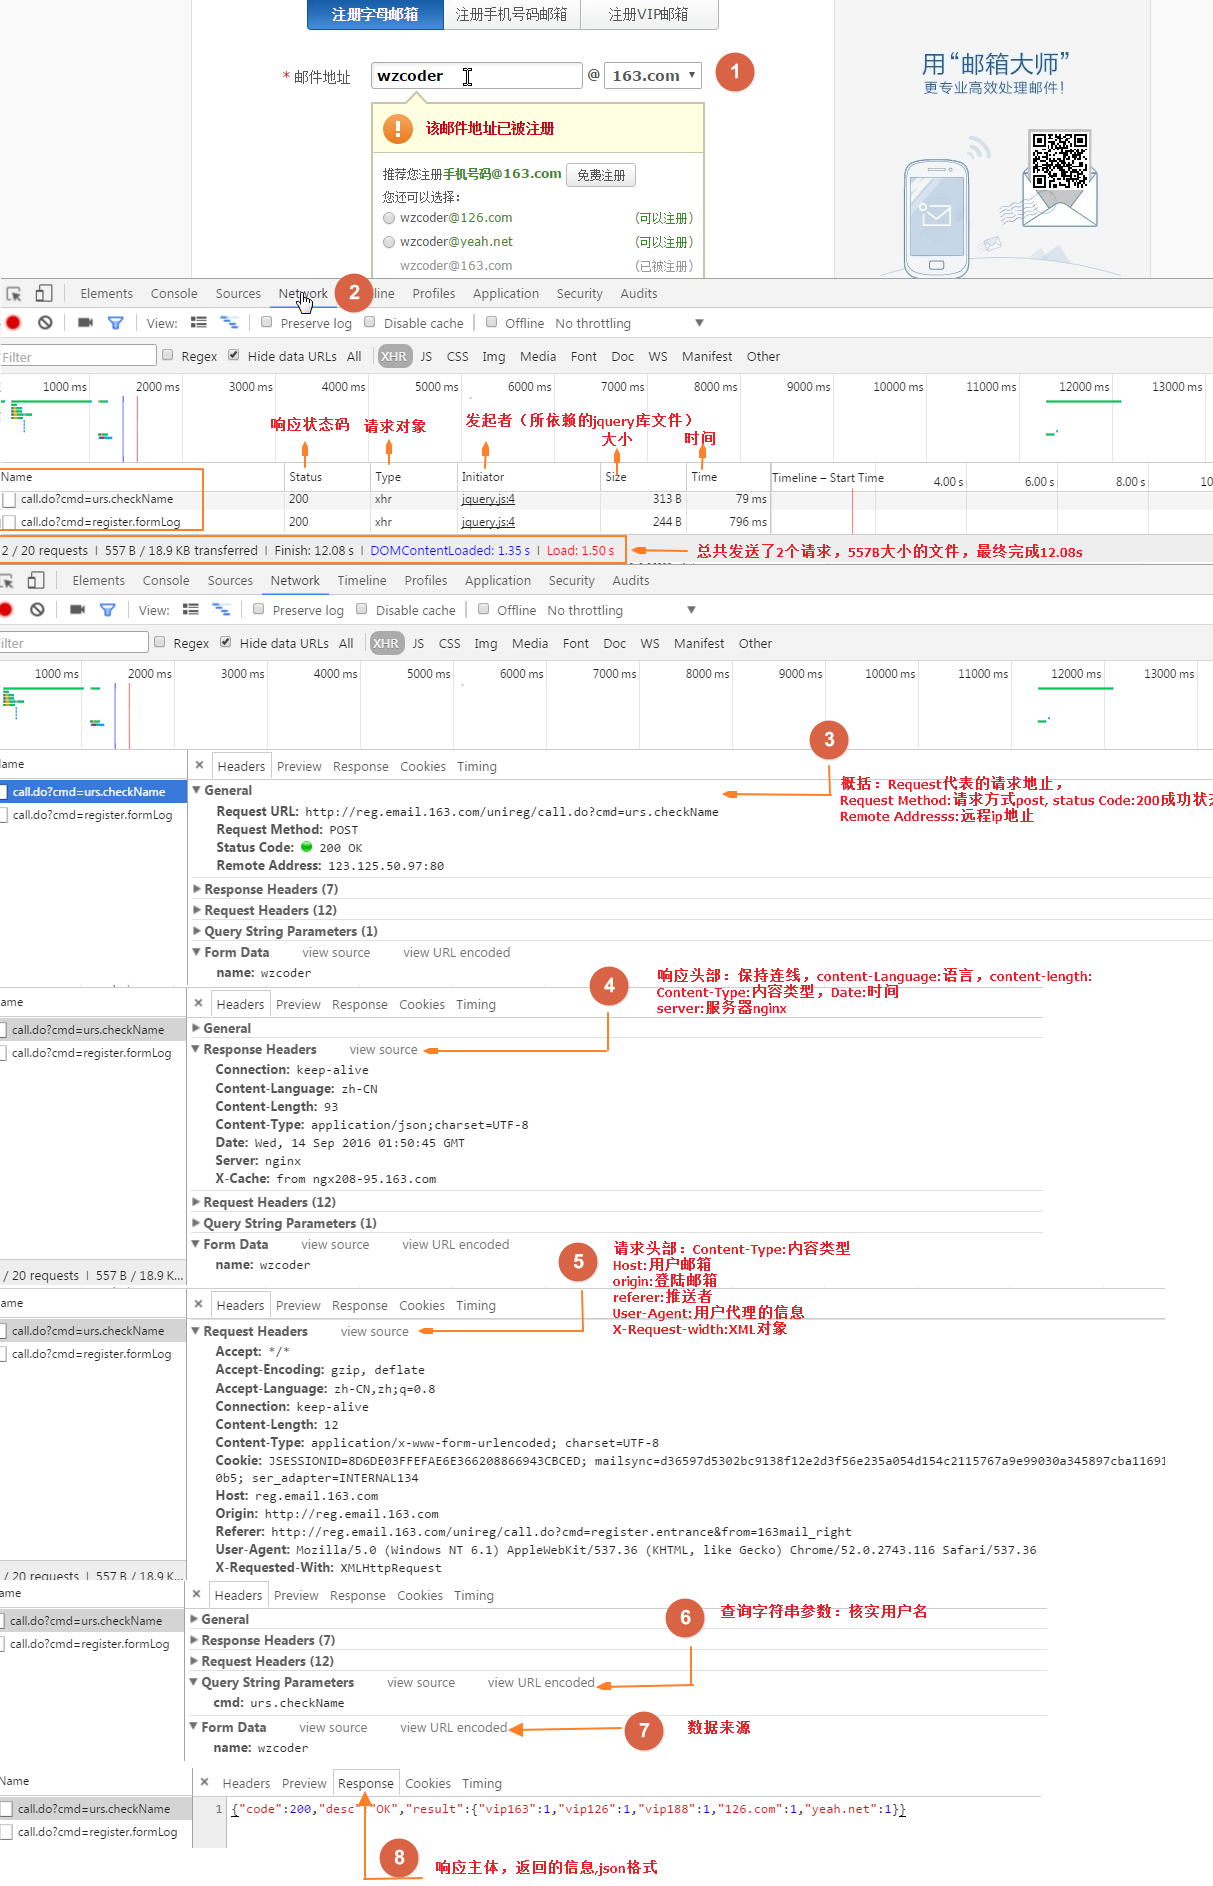 注册字母邮箱 注册手机号码邮箱 注册VIP邮箱
* 邮件地址 wzcoder @ 163.com 1
用“邮箱大师”
更专业高效处理邮件!
! 该邮件地址已被注册
推荐您注册手机号码@163.com 免费注册
您还可以选择:
wzcoder@126.com (可以注册)
wzcoder@yeah.net (可以注册)
wzcoder@163.com (已被注册)
Elements Console Sources Network 2 line Profiles Application Security Audits
View: Preserve log Disable cache Offline No throttling
Filter Regex Hide data URLs All XHR JS CSS Img Media Font Doc WS Manifest Other
1000 ms 2000 ms 3000 ms 4000 ms 5000 ms 6000 ms 7000 ms 8000 ms 9000 ms 10000 ms 11000 ms 12000 ms 13000 ms
响应状态码 请求对象 发起者(所依赖的jquery库文件)
大小 时间
Name Status Type Initiator Size Time Timeline – Start Time 4.00 s 6.00 s 8.00 s 10
call.do?cmd=urs.checkName 200 xhr jquery.js:4 313 B 79 ms
call.do?cmd=register.formLog 200 xhr jquery.js:4 244 B 796 ms
2 / 20 requests | 557 B / 18.9 KB transferred | Finish: 12.08 s | DOMContentLoaded: 1.35 s | Load: 1.50 s
总共发送了2个请求, 557B大小的文件, 最终完成12.08s
Elements Console Sources Network Timeline Profiles Application Security Audits
View: Preserve log Disable cache Offline No throttling
ilter Regex Hide data URLs All XHR JS CSS Img Media Font Doc WS Manifest Other
1000 ms 2000 ms 3000 ms 4000 ms 5000 ms 6000 ms 7000 ms 8000 ms 9000 ms 10000 ms 11000 ms 12000 ms 13000 ms
3
ame × Headers Preview Response Cookies Timing
call.do?cmd=urs.checkName
call.do?cmd=register.formLog
General
Request URL: http://reg.email.163.com/unireg/call.do?cmd=urs.checkName
Request Method: POST
Status Code: 200 OK
Remote Address: 123.125.50.97:80
概括: Request代表的请求地止,
Request Method:请求方式post, status Code:200成功状态
Remote Addresss:远程ip地止
Response Headers (7)
Request Headers (12)
Query String Parameters (1)
Form Data view source view URL encoded
name: wzcoder
4
响应头部: 保持连线, content-Language:语言, content-length:
Content-Type:内容类型, Date:时间
server:服务器nginx
ame × Headers Preview Response Cookies Timing
call.do?cmd=urs.checkName
call.do?cmd=register.formLog
General
Response Headers view source
Connection: keep-alive
Content-Language: zh-CN
Content-Length: 93
Content-Type: application/json;charset=UTF-8
Date: Wed, 14 Sep 2016 01:50:45 GMT
Server: nginx
X-Cache: from ngx208-95.163.com
Request Headers (12)
Query String Parameters (1)
Form Data view source view URL encoded
name: wzcoder
/ 20 requests | 557 B / 18.9 K...
5
请求头部: Content-Type:内容类型
Host:用户邮箱
origin:登陆邮箱
referer:推送者
User-Agent:用户代理的信息
X-Request-width:XML对象
ame × Headers Preview Response Cookies Timing
call.do?cmd=urs.checkName
call.do?cmd=register.formLog
Request Headers view source
Accept: */*
Accept-Encoding: gzip, deflate
Accept-Language: zh-CN,zh;q=0.8
Connection: keep-alive
Content-Length: 12
Content-Type: application/x-www-form-urlencoded; charset=UTF-8
Cookie: JSESSIONID=8D6DE03FFEFAE6E366208866943CBCED; mailsync=d36597d5302bc9138f12e2d3f56e235a054d154c2115767a9e99030a345897cba11691
0b5; ser_adapter=INTERNAL134
Host: reg.email.163.com
Origin: http://reg.email.163.com
Referer: http://reg.email.163.com/unireg/call.do?cmd=register.entrance&from=163mail_right
User-Agent: Mozilla/5.0 (Windows NT 6.1) AppleWebKit/537.36 (KHTML, like Gecko) Chrome/52.0.2743.116 Safari/537.36
X-Requested-With: XMLHttpRequest
/ 20 requests | 557 B / 18.9 K...
ame × Headers Preview Response Cookies Timing
call.do?cmd=urs.checkName
call.do?cmd=register.formLog
General
6 查询字符串参数: 核实用户名
Response Headers (7)
Request Headers (12)
Query String Parameters view source view URL encoded
cmd: urs.checkName
Form Data view source view URL encoded
7 数据来源
name: wzcoder
Name × Headers Preview Response Cookies Timing
call.do?cmd=urs.checkName
call.do?cmd=register.formLog
1 {"code":200,"desc" "OK","result":{"vip163":1,"vip126":1,"vip188":1,"126.com":1,"yeah.net":1}}
8 响应主体, 返回的信息,json格式